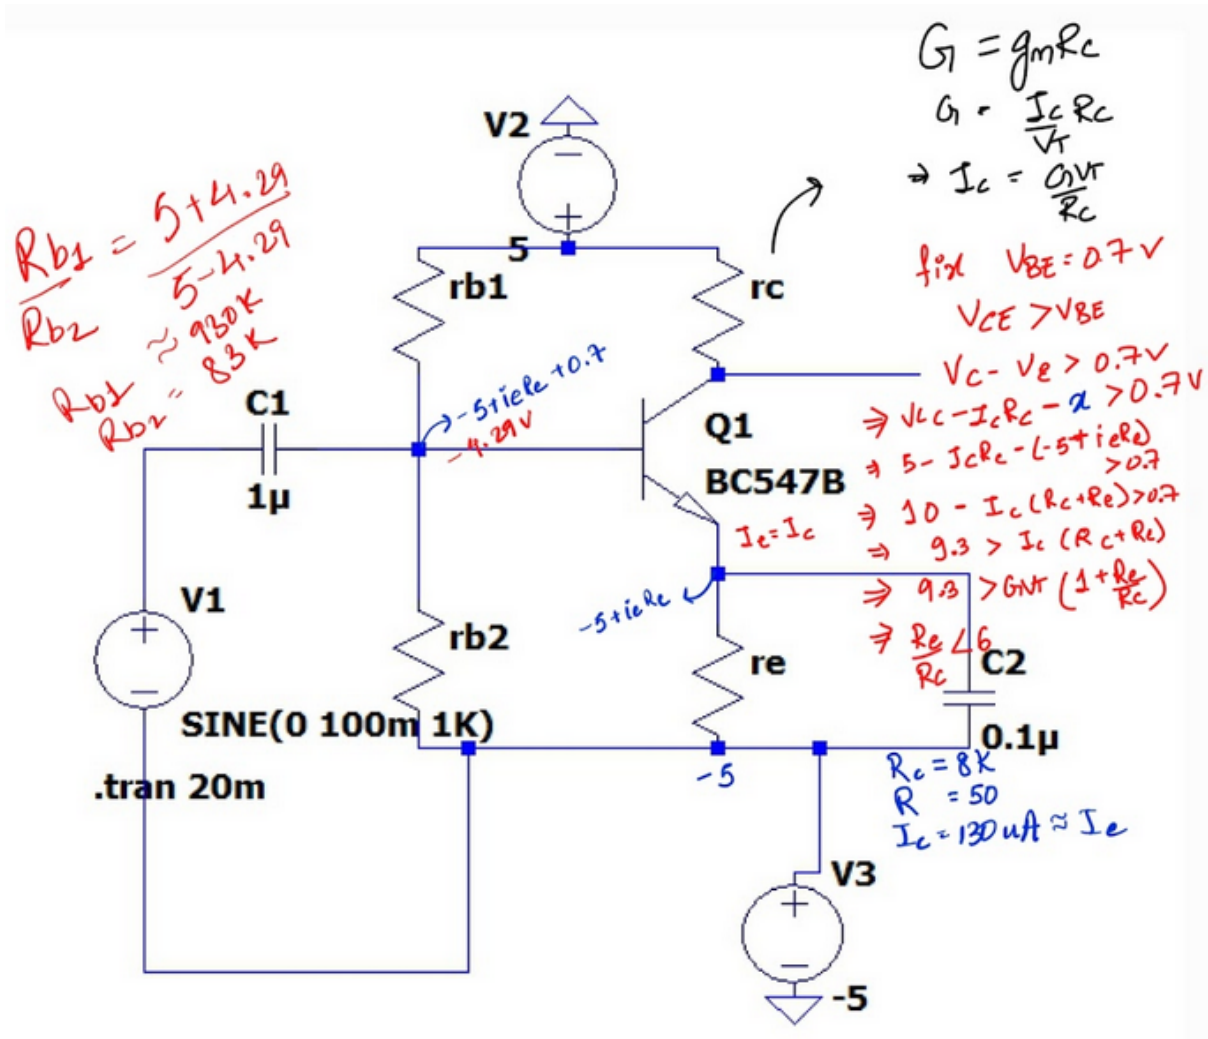 G = gmRc
G = Ic/VT Rc
⇒ Ic = GVT/Rc
fix VBE = 0.7V
VCE > VBE
Vc - Ve > 0.7V
⇒ Vcc - IcRc - x > 0.7V
⇒ 5 - IcRc - (-5 + ieRe) > 0.7
⇒ 10 - Ic (Rc+Re) > 0.7
⇒ 9.3 > Ic (Rc+Re)
⇒ 9.3 > GVT (1 + Re/Rc)
⇒ Re/Rc < 6
V2
5
rb1
rc
Rb1/Rb2 = 5+4.29/5-4.29
Rb1 ≈ 930K
Rb2 = 83K
-5+ieRe+0.7
-4.29V
C1
1µ
Q1
BC547B
Ie = Ic
-5+ieRe
V1
rb2
re
C2
0.1µ
SINE(0 100m 1K)
.tran 20m
-5
Rc = 8K
R = 50
Ic = 130uA ≈ Ie
V3
-5